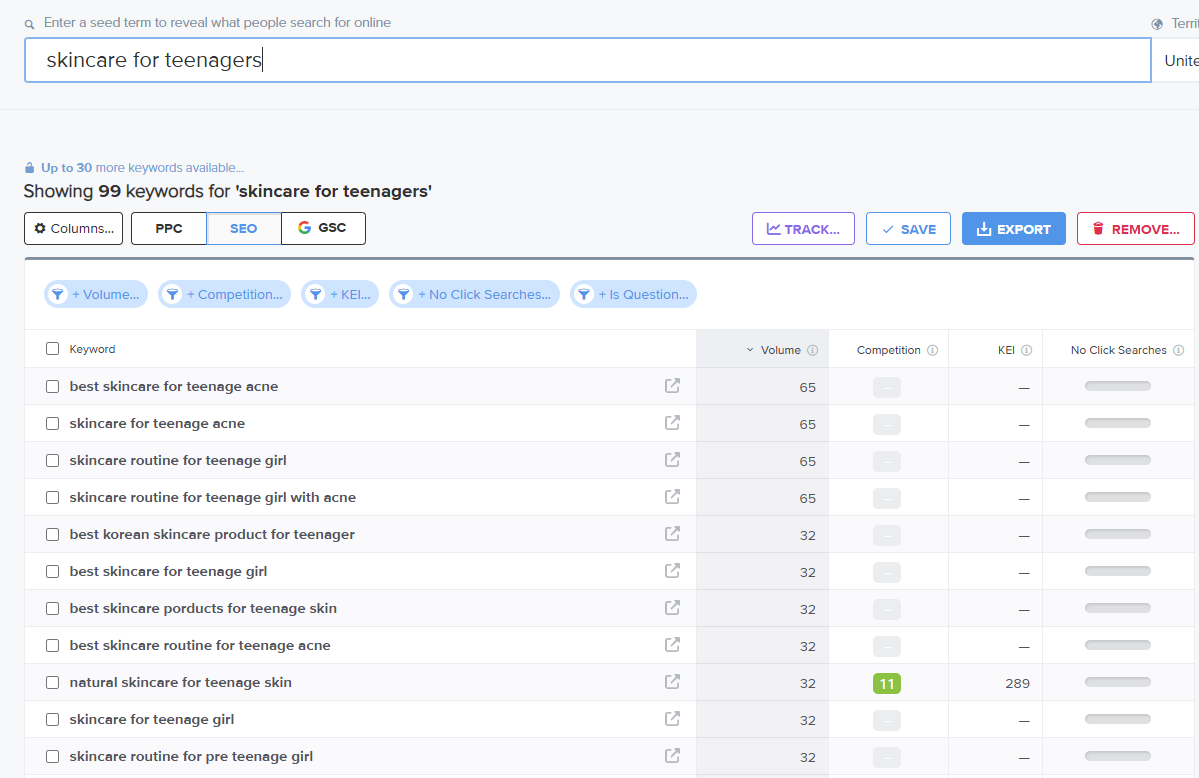 Enter a seed term to reveal what people search for online
Territ
skincare for teenagers
Unite
Up to 30 more keywords available...
Showing 99 keywords for 'skincare for teenagers'
Columns... PPC SEO GSC TRACK... SAVE EXPORT REMOVE...
+ Volume... + Competition... + KEI... + No Click Searches... + Is Question...
Keyword Volume Competition KEI No Click Searches
best skincare for teenage acne 65 – —
skincare for teenage acne 65 – —
skincare routine for teenage girl 65 – —
skincare routine for teenage girl with acne 65 – —
best korean skincare product for teenager 32 – —
best skincare for teenage girl 32 – —
best skincare porducts for teenage skin 32 – —
best skincare routine for teenage acne 32 – —
natural skincare for teenage skin 32 11 289
skincare for teenage girl 32 – —
skincare routine for pre teenage girl 32 – —